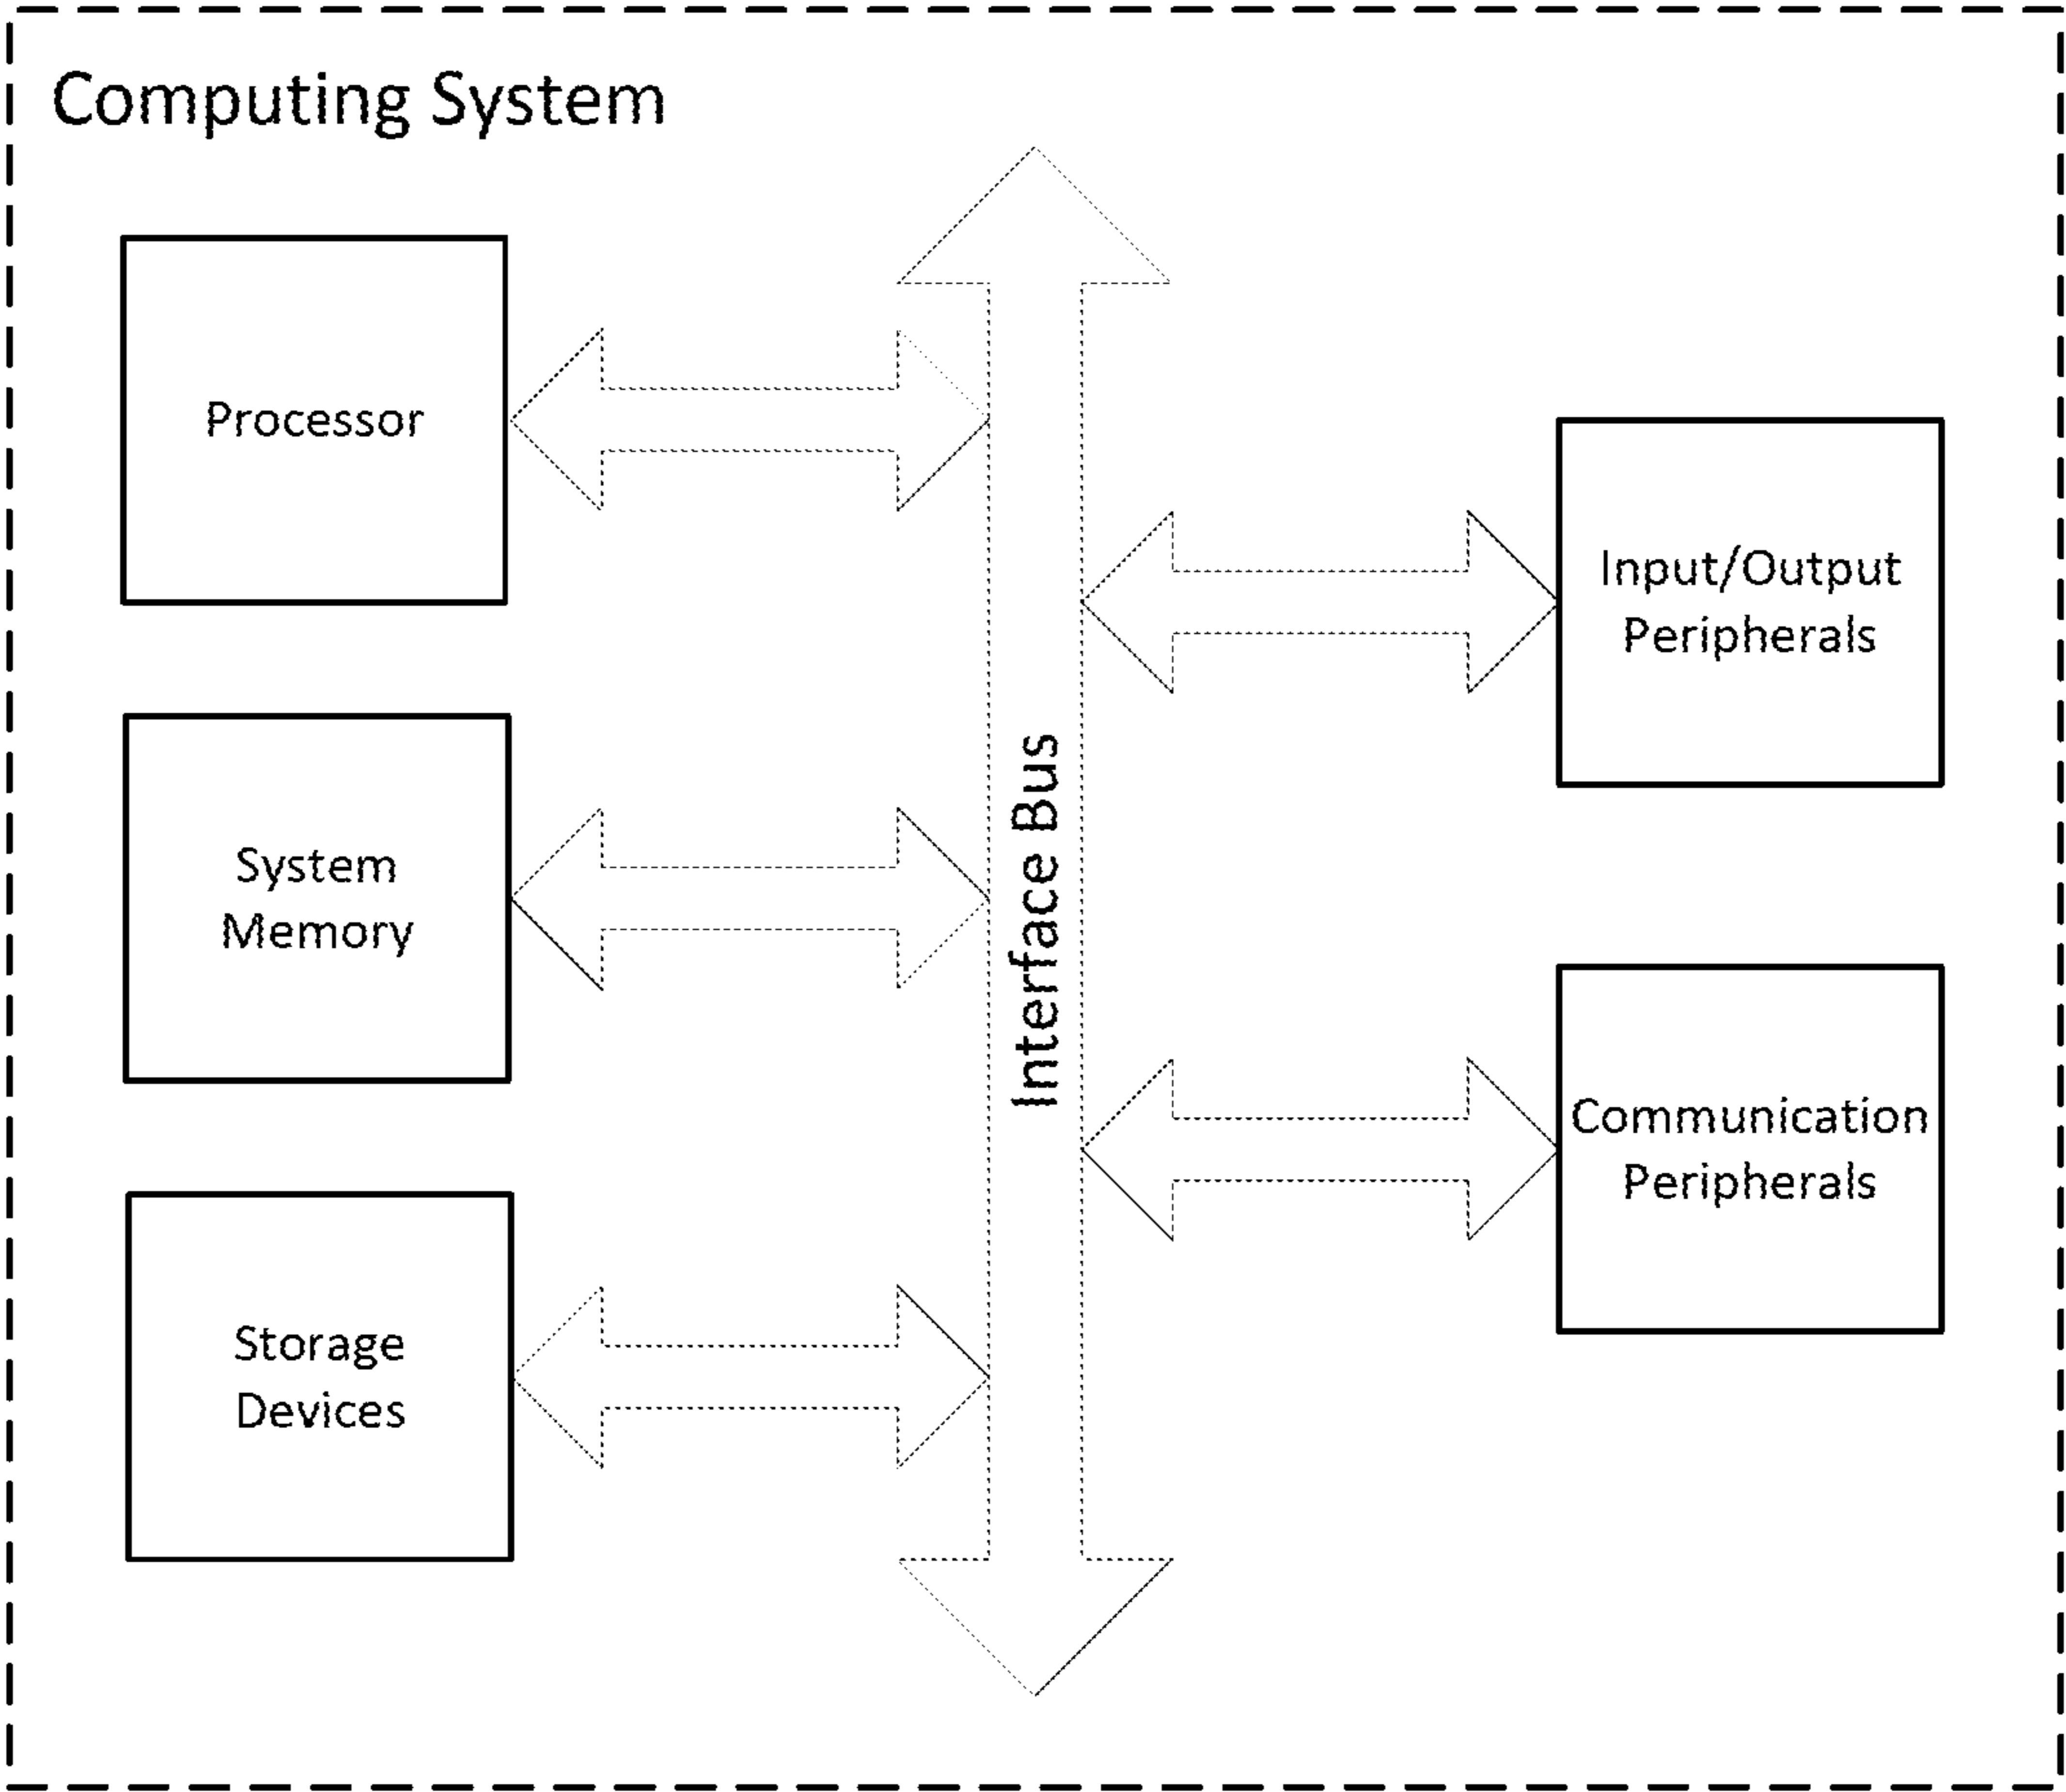 Computing System
Processor
System
Memory
Storage
Devices
Interface Bus
Input/Output
Peripherals
Communication
Peripherals